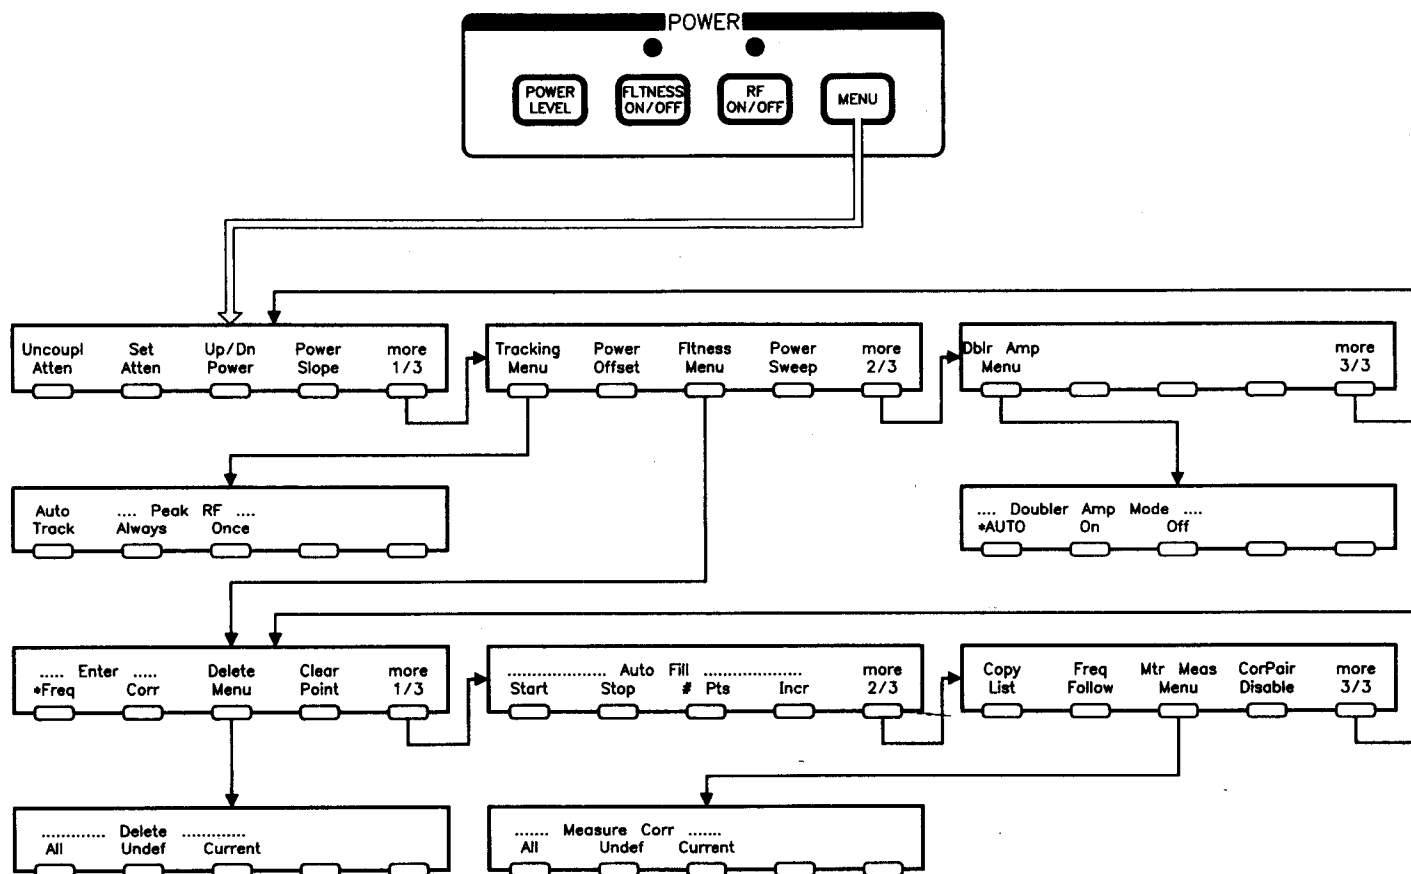 POWER
POWER LEVEL
FLTNESS ON/OFF
RF ON/OFF
MENU
Uncoupl Atten
Set Atten
Up/Dn Power
Power Slope
more 1/3
Tracking Menu
Power Offset
Fltness Menu
Power Sweep
more 2/3
Dblr Amp Menu
more 3/3
Auto Track
.... Peak RF ....
Always
Once
.... Doubler Amp Mode ....
*AUTO
On
Off
..... Enter .....
*Freq
Corr
Delete Menu
Clear Point
more 1/3
..................... Auto Fill .....................
Start
Stop
# Pts
Incr
more 2/3
Copy List
Freq Follow
Mtr Meas Menu
CorPair Disable
more 3/3
............. Delete .............
All
Undef
Current
....... Measure Corr .......
All
Undef
Current